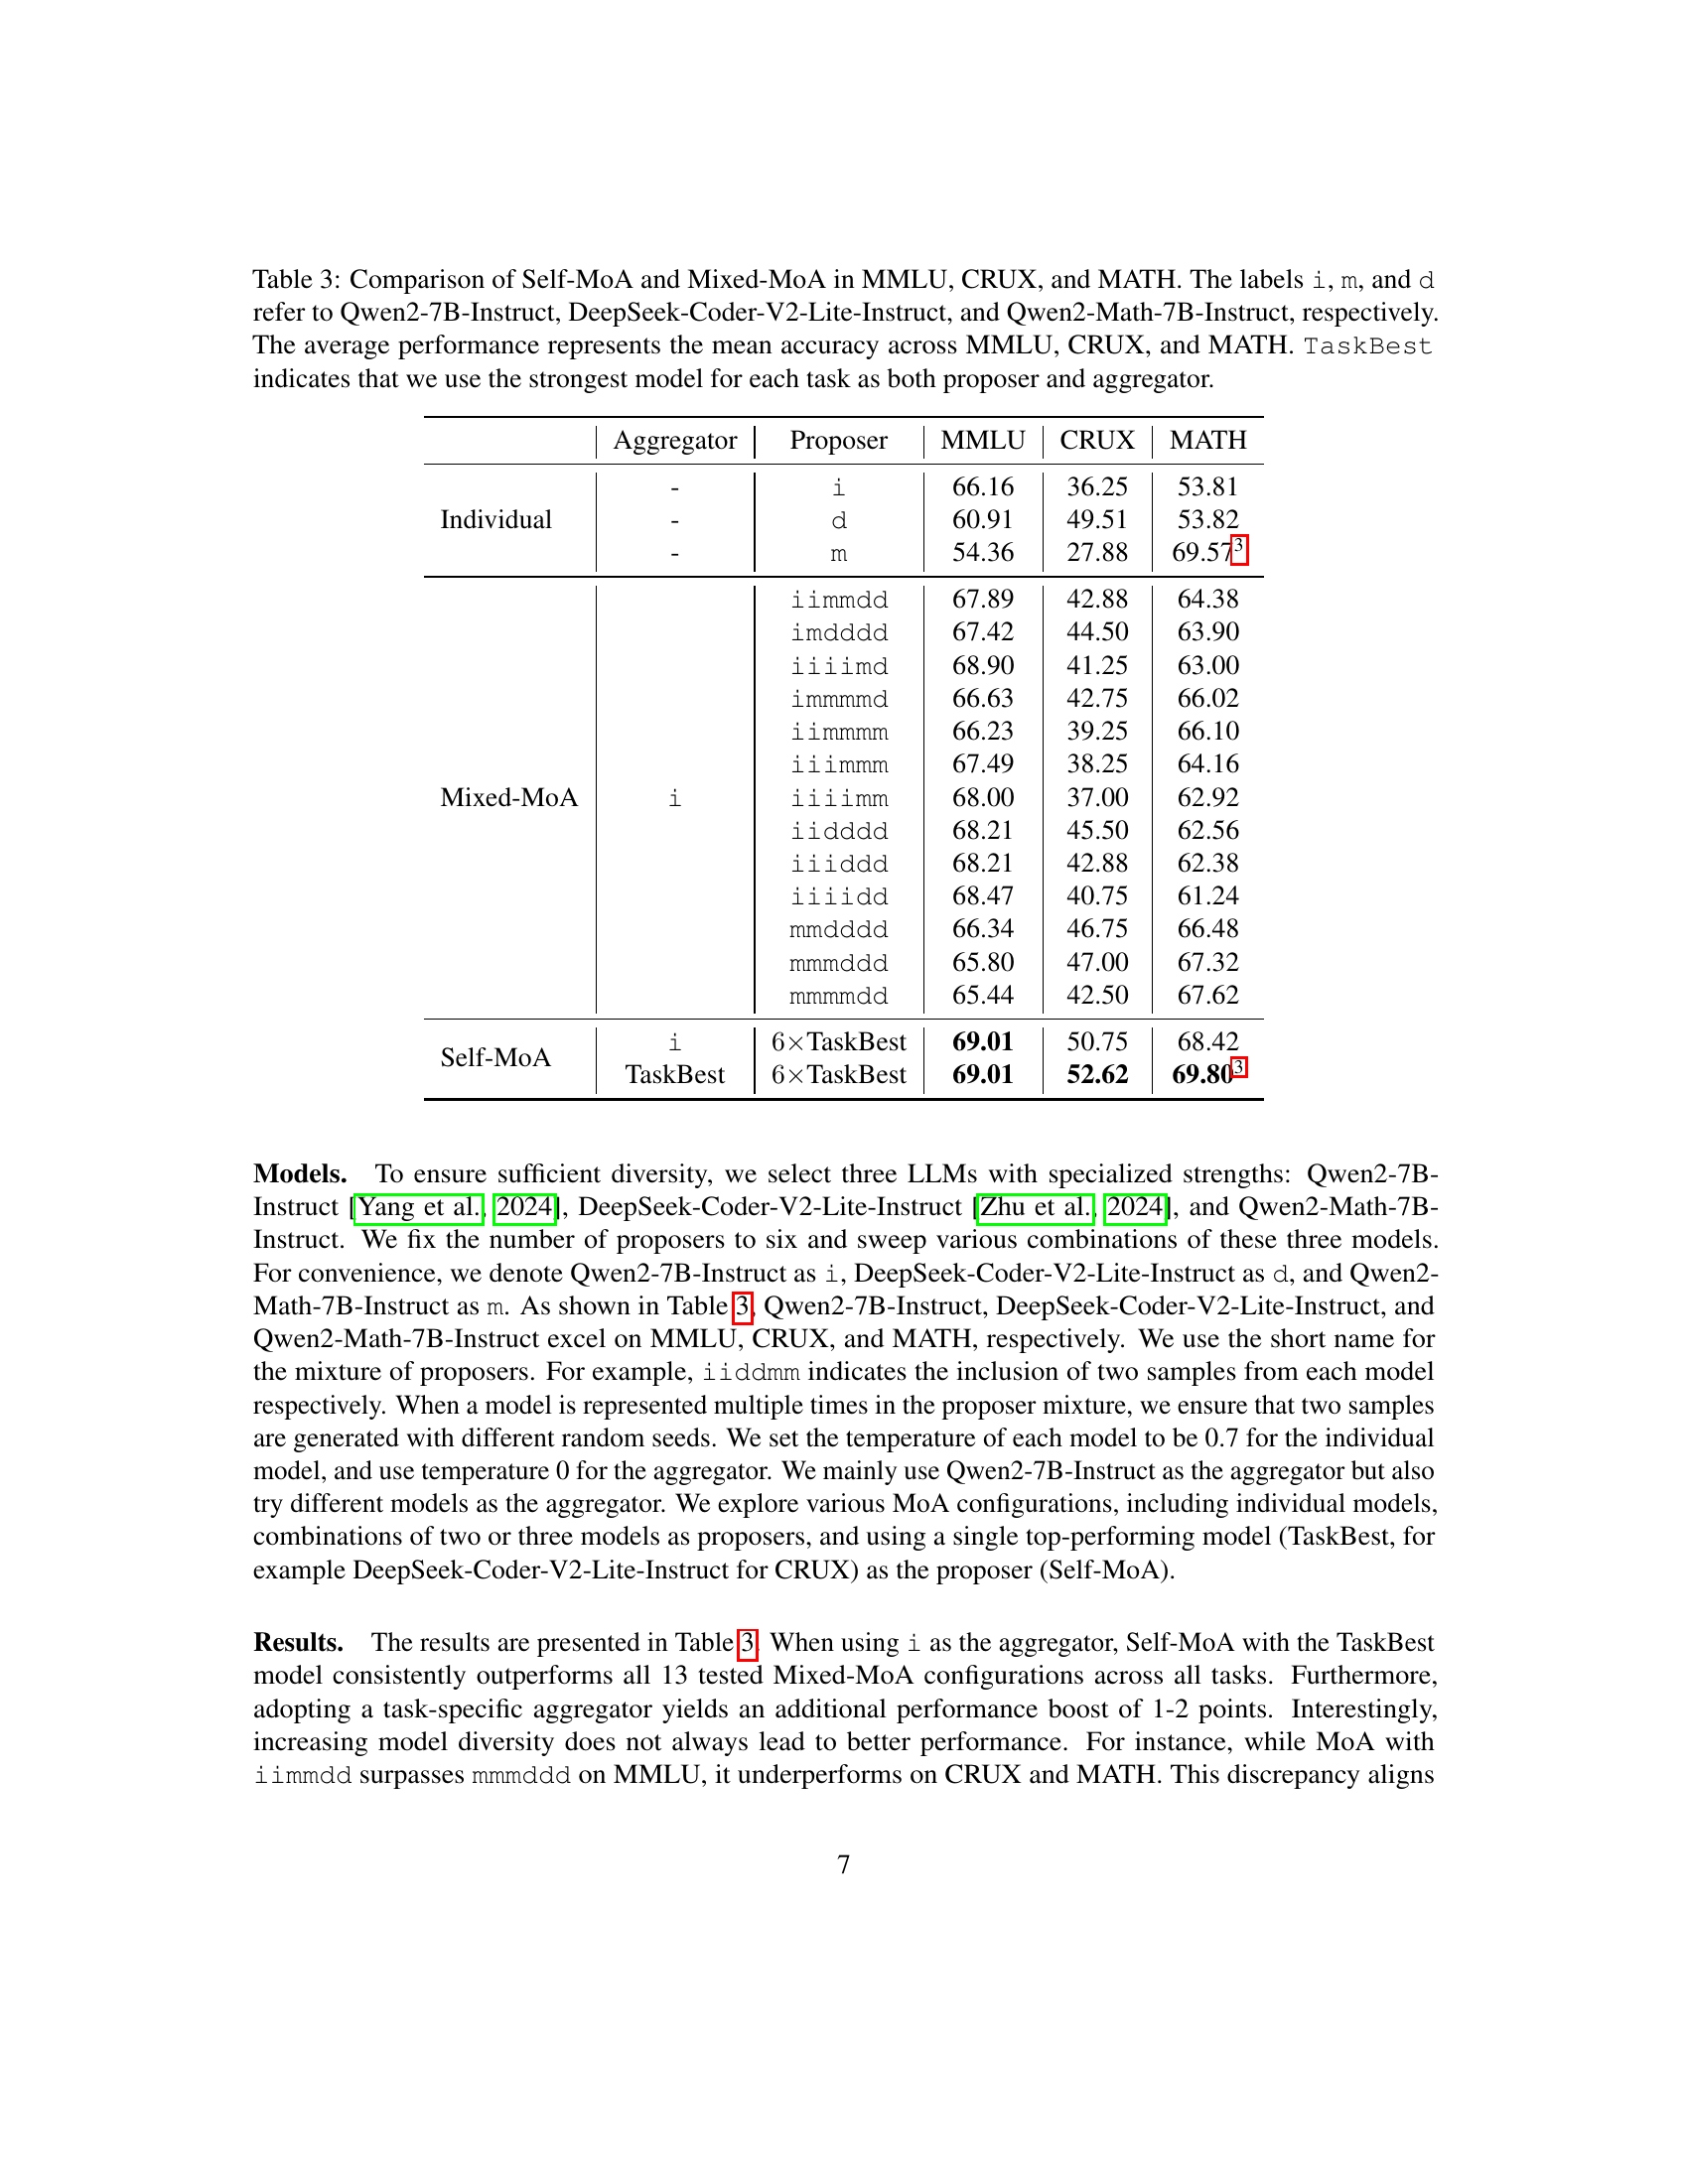 Table 3: Comparison of Self-MoA and Mixed-MoA in MMLU, CRUX, and MATH. The labels i, m, and d
refer to Qwen2-7B-Instruct, DeepSeek-Coder-V2-Lite-Instruct, and Qwen2-Math-7B-Instruct, respectively.
The average performance represents the mean accuracy across MMLU, CRUX, and MATH. TaskBest
indicates that we use the strongest model for each task as both proposer and aggregator.
Aggregator Proposer MMLU CRUX MATH
- i 66.16 36.25 53.81
Individual - d 60.91 49.51 53.82
- m 54.36 27.88 69.57³
iimmdd 67.89 42.88 64.38
imdddd 67.42 44.50 63.90
iiiimd 68.90 41.25 63.00
immmmd 66.63 42.75 66.02
iimmmm 66.23 39.25 66.10
iiimmm 67.49 38.25 64.16
Mixed-MoA i iiiimm 68.00 37.00 62.92
iidddd 68.21 45.50 62.56
iiiddd 68.21 42.88 62.38
iiiidd 68.47 40.75 61.24
mmdddd 66.34 46.75 66.48
mmmddd 65.80 47.00 67.32
mmmmdd 65.44 42.50 67.62
Self-MoA i 6×TaskBest 69.01 50.75 68.42
TaskBest 6×TaskBest 69.01 52.62 69.80³
Models. To ensure sufficient diversity, we select three LLMs with specialized strengths: Qwen2-7B-
Instruct [Yang et al., 2024], DeepSeek-Coder-V2-Lite-Instruct [Zhu et al., 2024], and Qwen2-Math-7B-
Instruct. We fix the number of proposers to six and sweep various combinations of these three models.
For convenience, we denote Qwen2-7B-Instruct as i, DeepSeek-Coder-V2-Lite-Instruct as d, and Qwen2-
Math-7B-Instruct as m. As shown in Table 3, Qwen2-7B-Instruct, DeepSeek-Coder-V2-Lite-Instruct, and
Qwen2-Math-7B-Instruct excel on MMLU, CRUX, and MATH, respectively. We use the short name for
the mixture of proposers. For example, iiddmm indicates the inclusion of two samples from each model
respectively. When a model is represented multiple times in the proposer mixture, we ensure that two samples
are generated with different random seeds. We set the temperature of each model to be 0.7 for the individual
model, and use temperature 0 for the aggregator. We mainly use Qwen2-7B-Instruct as the aggregator but also
try different models as the aggregator. We explore various MoA configurations, including individual models,
combinations of two or three models as proposers, and using a single top-performing model (TaskBest, for
example DeepSeek-Coder-V2-Lite-Instruct for CRUX) as the proposer (Self-MoA).
Results. The results are presented in Table 3. When using i as the aggregator, Self-MoA with the TaskBest
model consistently outperforms all 13 tested Mixed-MoA configurations across all tasks. Furthermore,
adopting a task-specific aggregator yields an additional performance boost of 1-2 points. Interestingly,
increasing model diversity does not always lead to better performance. For instance, while MoA with
iimmdd surpasses mmmddd on MMLU, it underperforms on CRUX and MATH. This discrepancy aligns
7